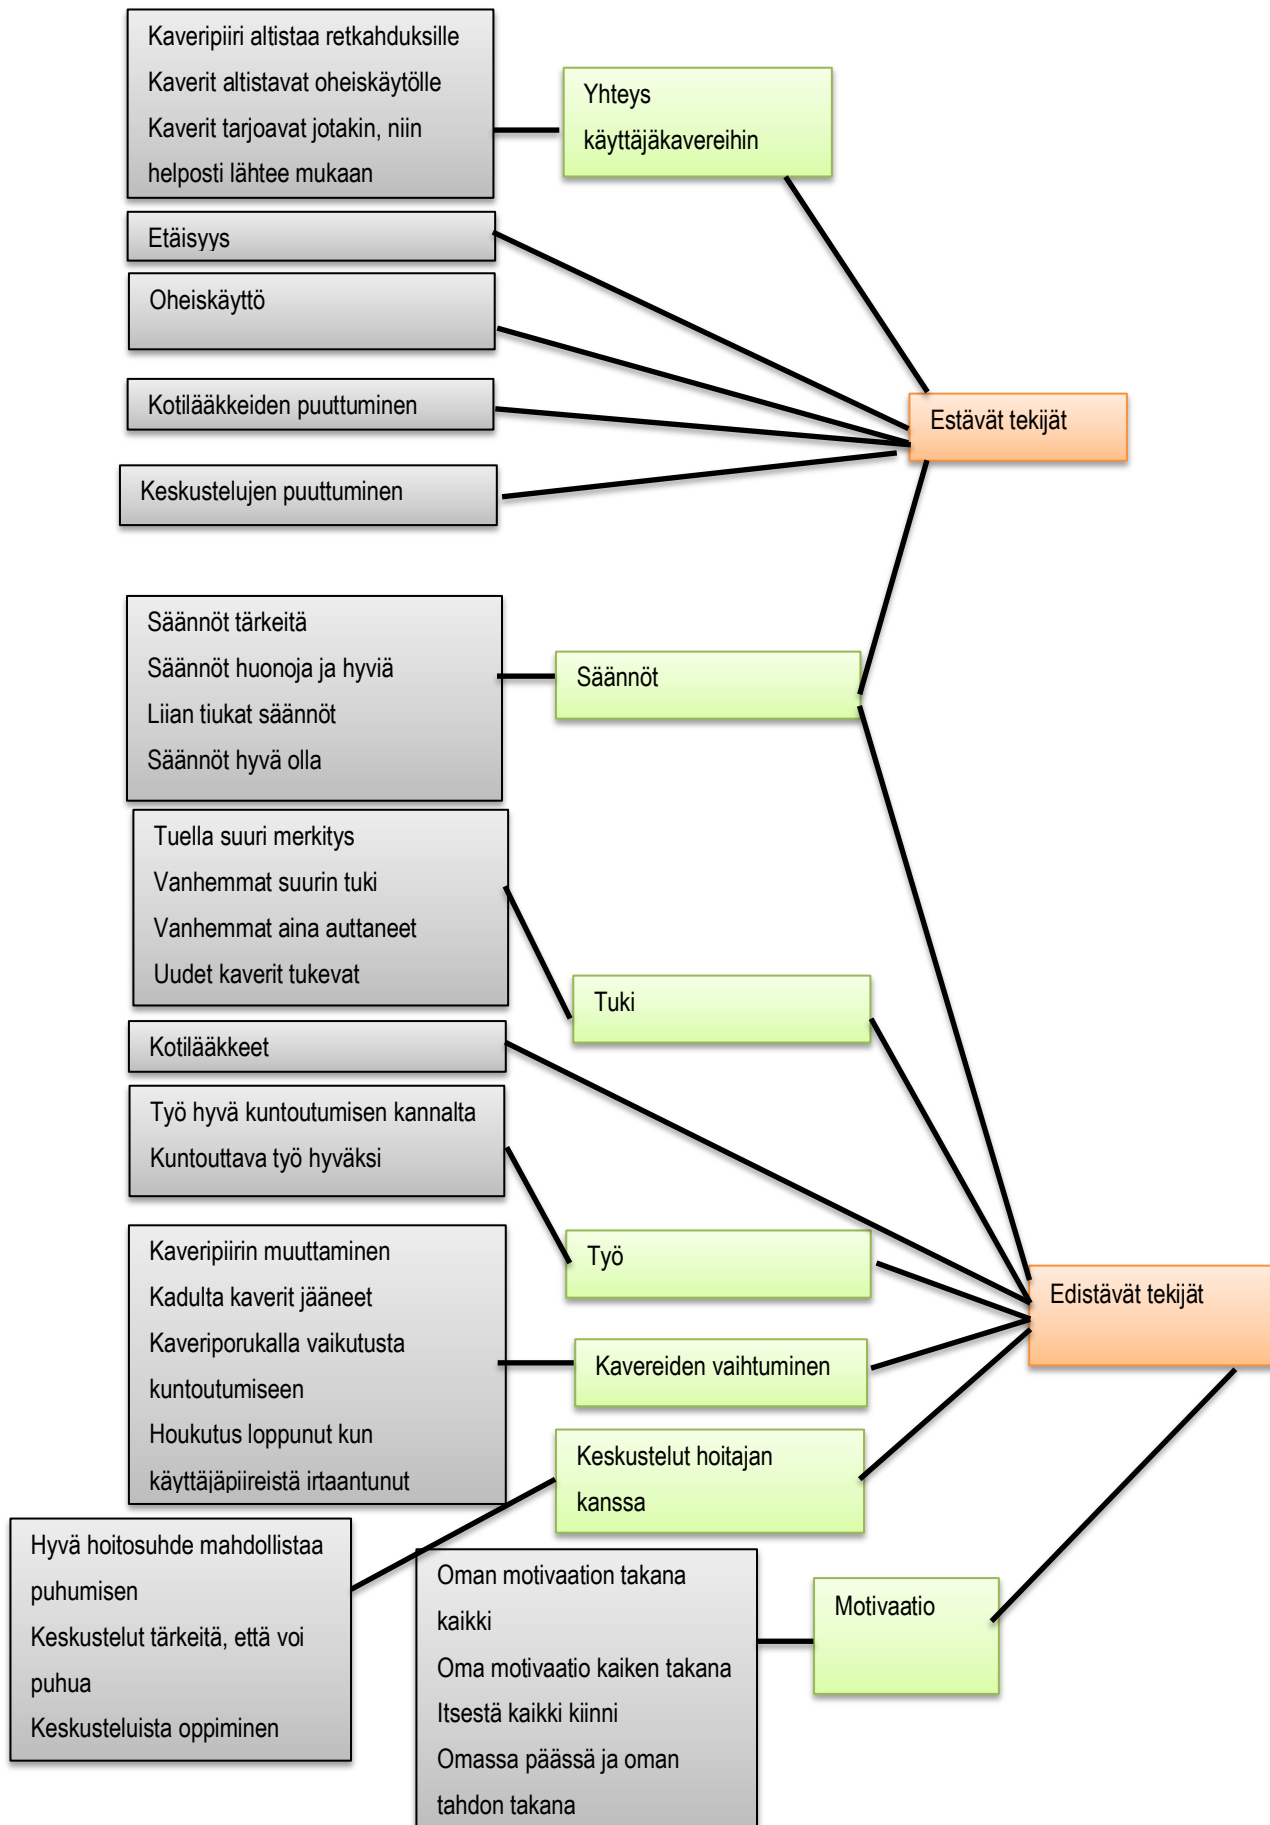 Kaveripiiri altistaa retkahduksille
Kaverit altistavat oheiskäytölle
Kaverit tarjoavat jotakin, niin
helposti lähtee mukaan
Yhteys
käyttäjäkavereihin
Etäisyys
Oheiskäyttö
Kotilääkkeiden puuttuminen
Estävät tekijät
Keskustelujen puuttuminen
Säännöt tärkeitä
Säännöt huonoja ja hyviä
Liian tiukat säännöt
Säännöt hyvä olla
Säännöt
Tuella suuri merkitys
Vanhemmat suurin tuki
Vanhemmat aina auttaneet
Uudet kaverit tukevat
Tuki
Kotilääkkeet
Työ hyvä kuntoutumisen kannalta
Kuntouttava työ hyväksi
Työ
Edistävät tekijät
Kaveripiirin muuttaminen
Kadulta kaverit jääneet
Kaveriporukalla vaikutusta
kuntoutumiseen
Houkutus loppunut kun
käyttäjäpiireistä irtaantunut
Kavereiden vaihtuminen
Keskustelut hoitajan
kanssa
Hyvä hoitosuhde mahdollistaa
puhumisen
Keskustelut tärkeitä, että voi
puhua
Keskusteluista oppiminen
Oman motivaation takana
kaikki
Oma motivaatio kaiken takana
Itsestä kaikki kiinni
Omassa päässä ja oman
tahdon takana
Motivaatio